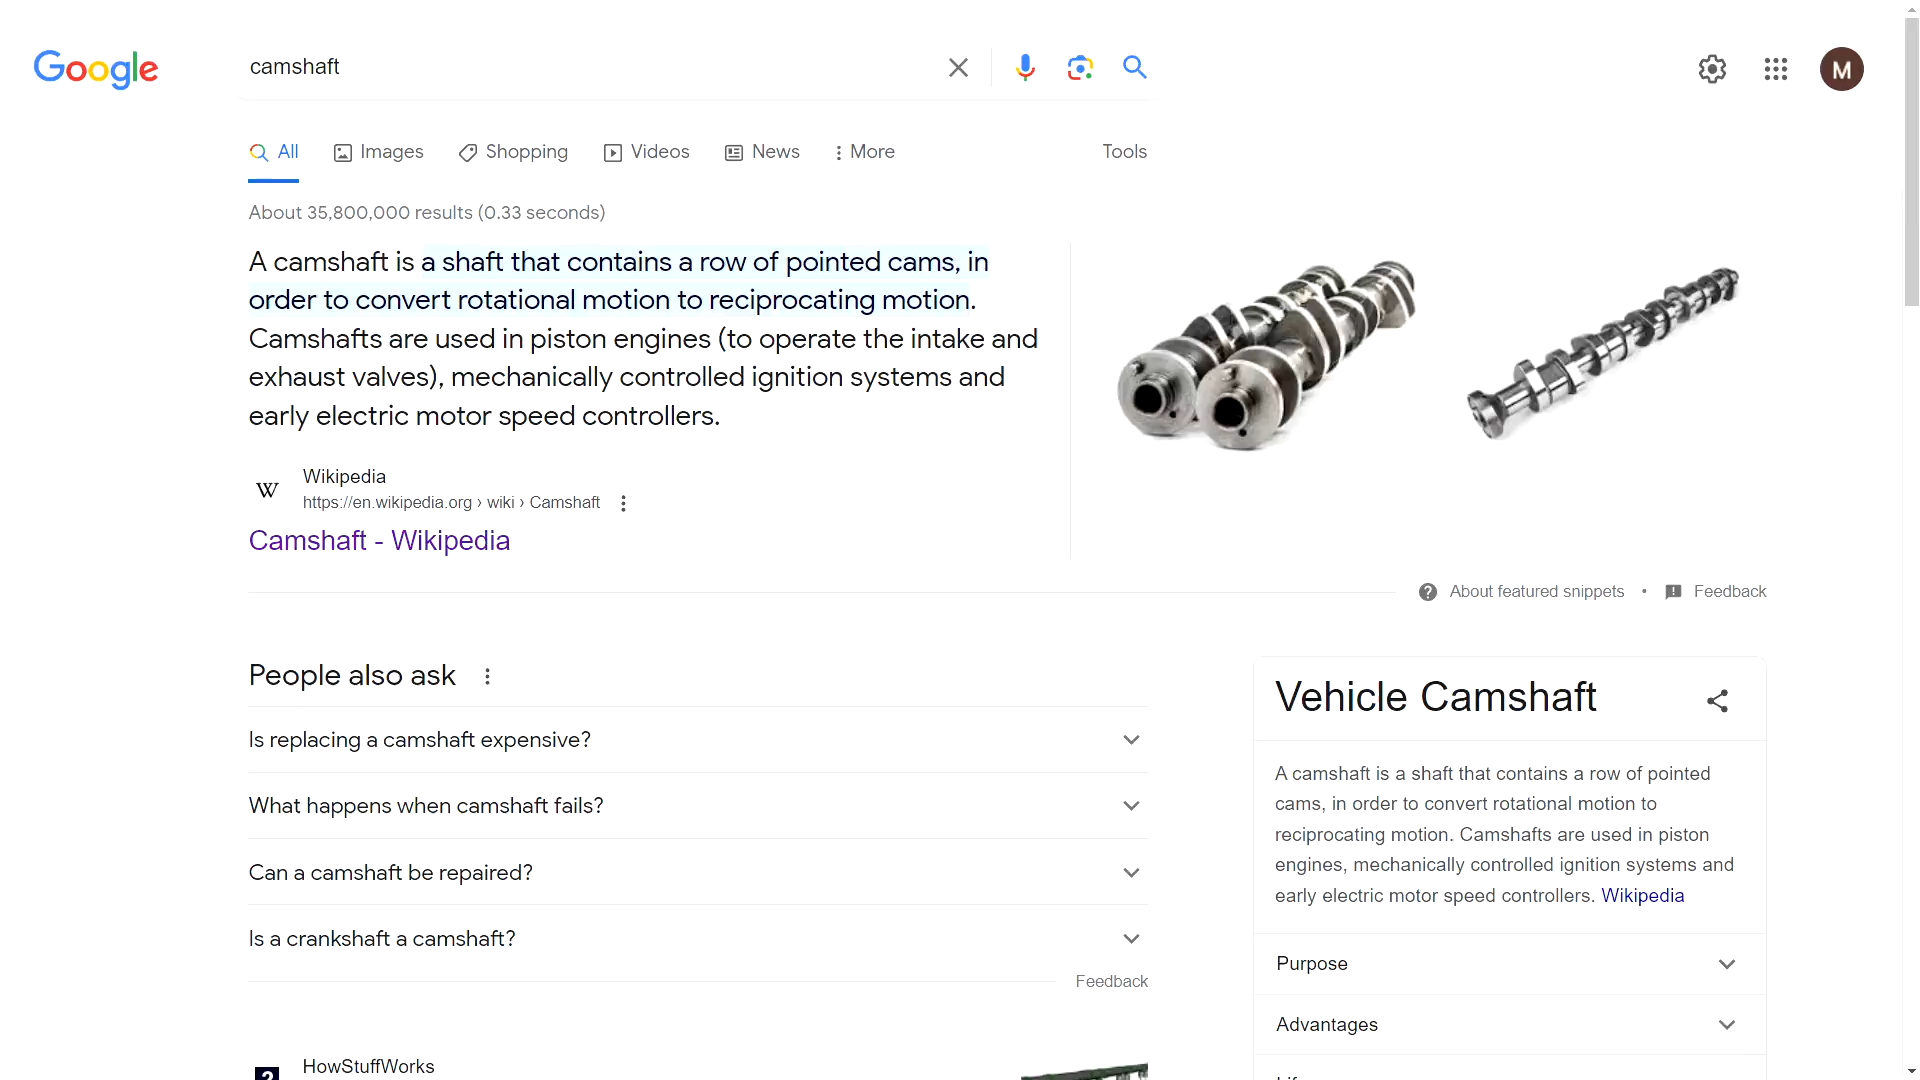 Google
camshaft
M
All
Images
Shopping
Videos
News
More
Tools
About 35,800,000 results (0.33 seconds)
A camshaft is a shaft that contains a row of pointed cams, in
order to convert rotational motion to reciprocating motion.
Camshafts are used in piston engines (to operate the intake and
exhaust valves), mechanically controlled ignition systems and
early electric motor speed controllers.
W
Wikipedia
https://en.wikipedia.org › wiki › Camshaft
Camshaft - Wikipedia
About featured snippets
•
Feedback
People also ask
Is replacing a camshaft expensive?
What happens when camshaft fails?
Can a camshaft be repaired?
Is a crankshaft a camshaft?
Feedback
HowStuffWorks
Vehicle Camshaft
A camshaft is a shaft that contains a row of pointed
cams, in order to convert rotational motion to
reciprocating motion. Camshafts are used in piston
engines, mechanically controlled ignition systems and
early electric motor speed controllers. Wikipedia
Purpose
Advantages